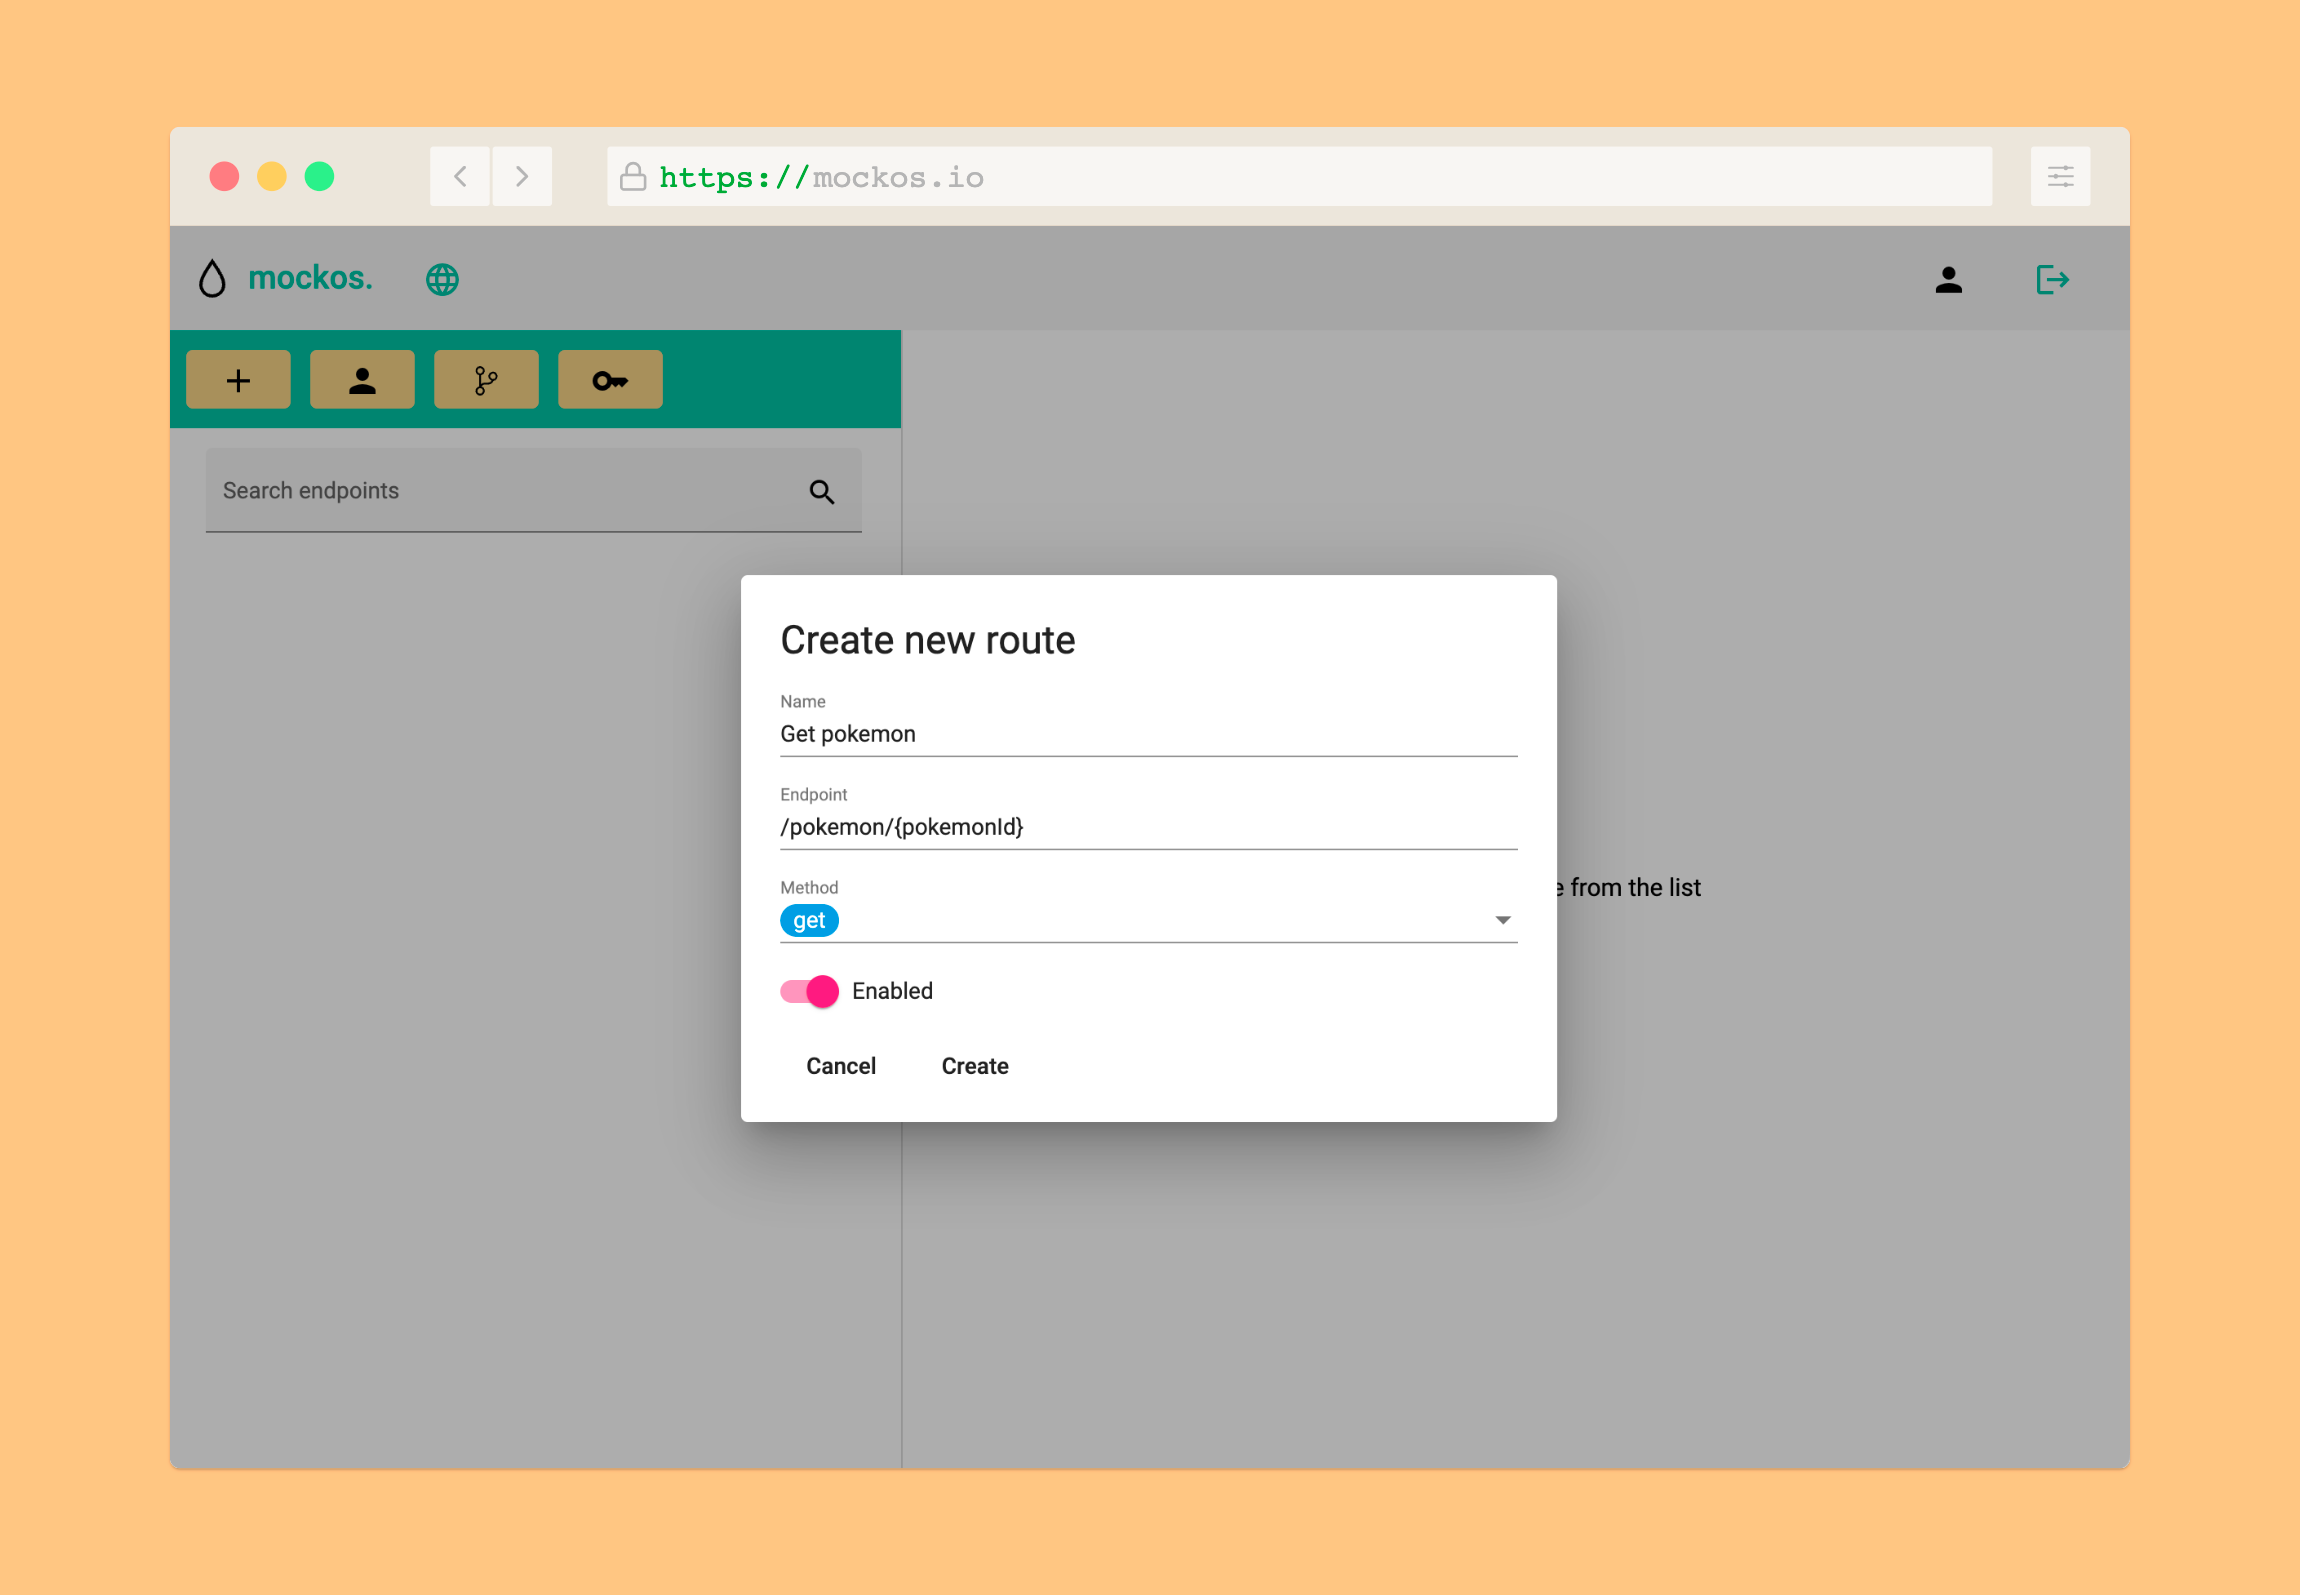 https://mockos.io
mockos.
Search endpoints
Create new route
Name
Get pokemon
Endpoint
/pokemon/{pokemonId}
Method
get
from the list
Enabled
Cancel
Create